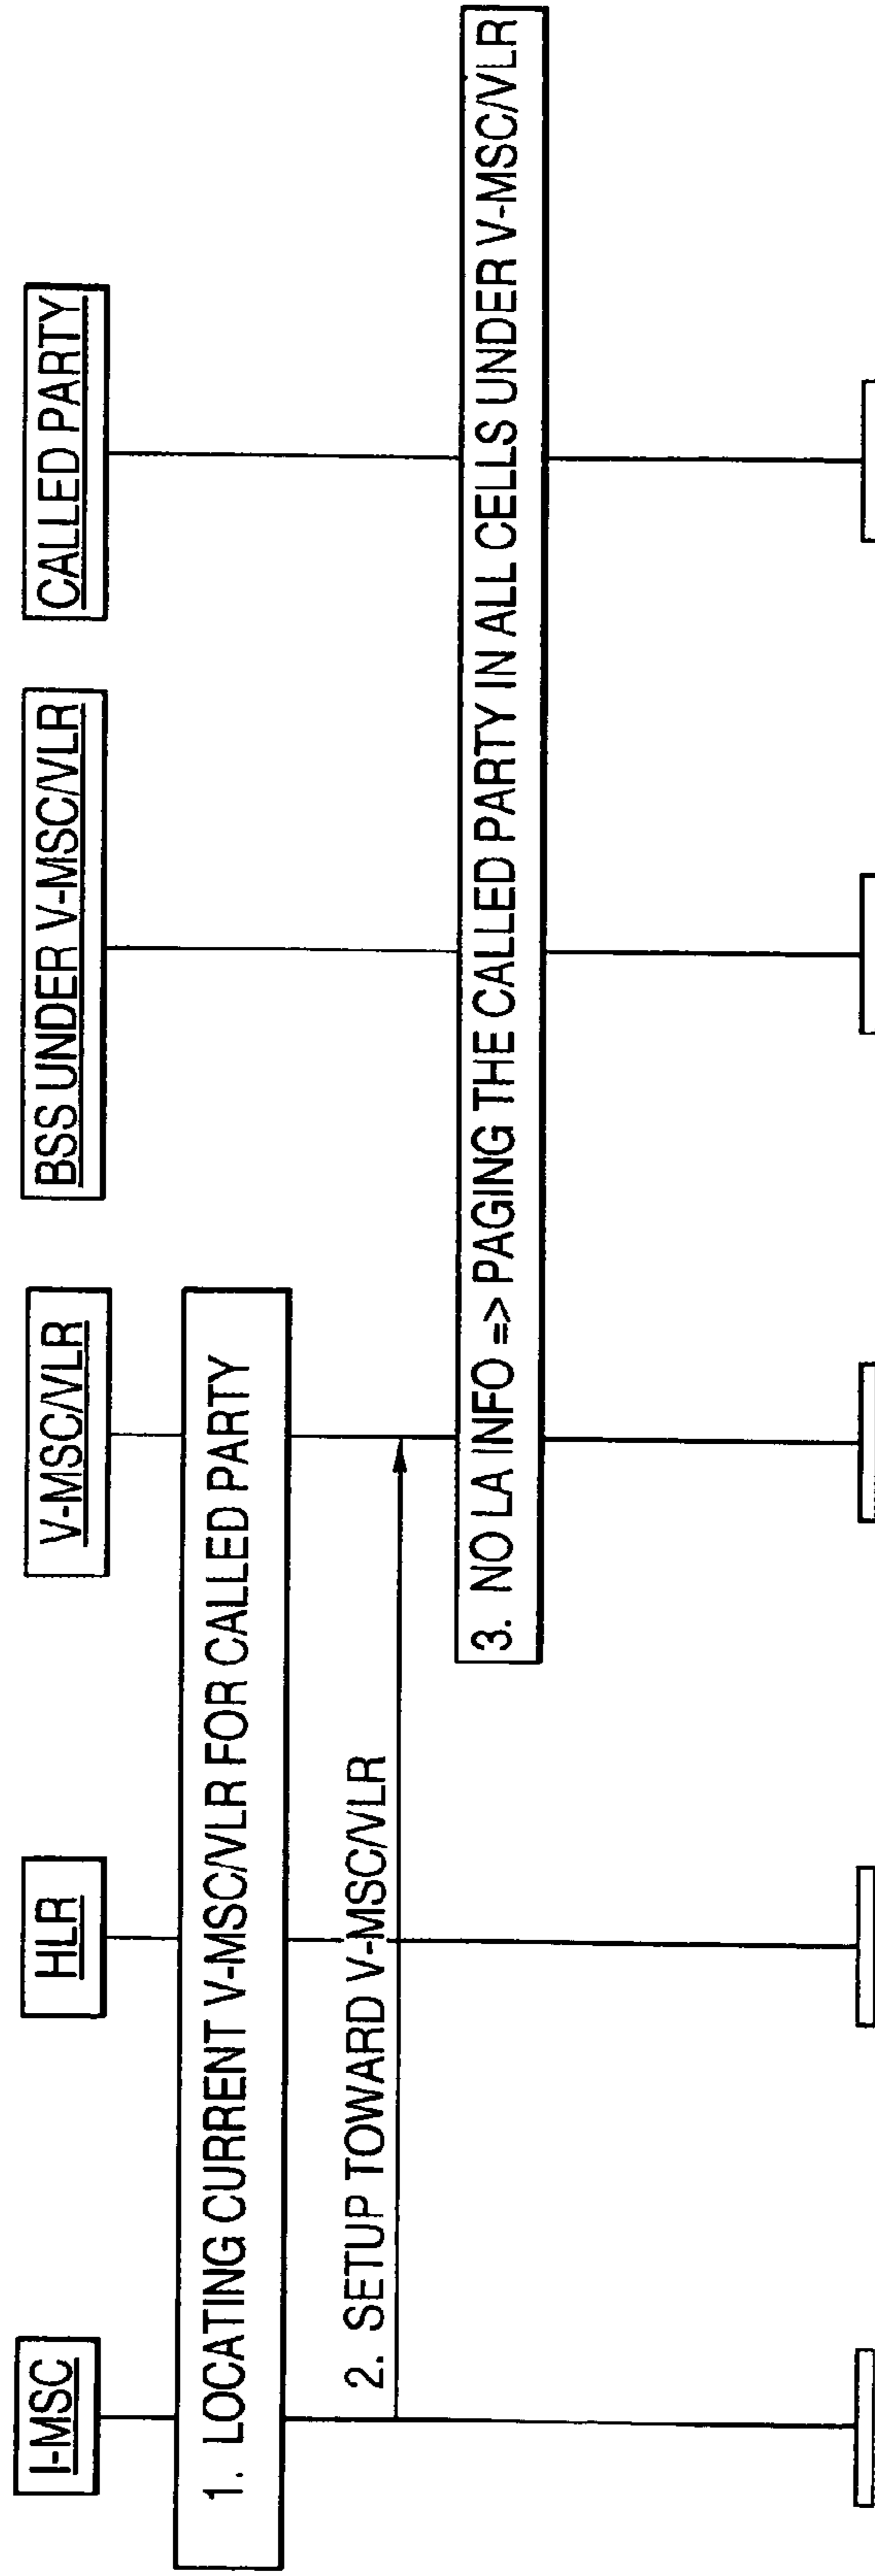 I-MSC
HLR
V-MSC/VLR
BSS UNDER V-MSC/VLR
CALLED PARTY
1. LOCATING CURRENT V-MSC/VLR FOR CALLED PARTY
2. SETUP TOWARD V-MSC/VLR
3. NO LA INFO => PAGING THE CALLED PARTY IN ALL CELLS UNDER V-MSC/VLR